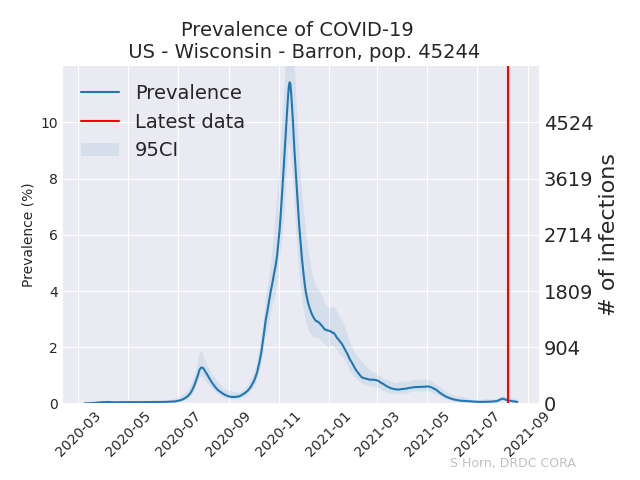 Prevalence of COVID-19
US - Wisconsin - Barron, pop. 45244
Prevalence
Latest data
95CI
Prevalence (%)
10
8
6
4
2
0
4524
3619
2714
1809
904
0
# of infections
2020-03
2020-05
2020-07
2020-09
2020-11
2021-01
2021-03
2021-05
2021-07
2021-09
S Horn, DRDC CORA